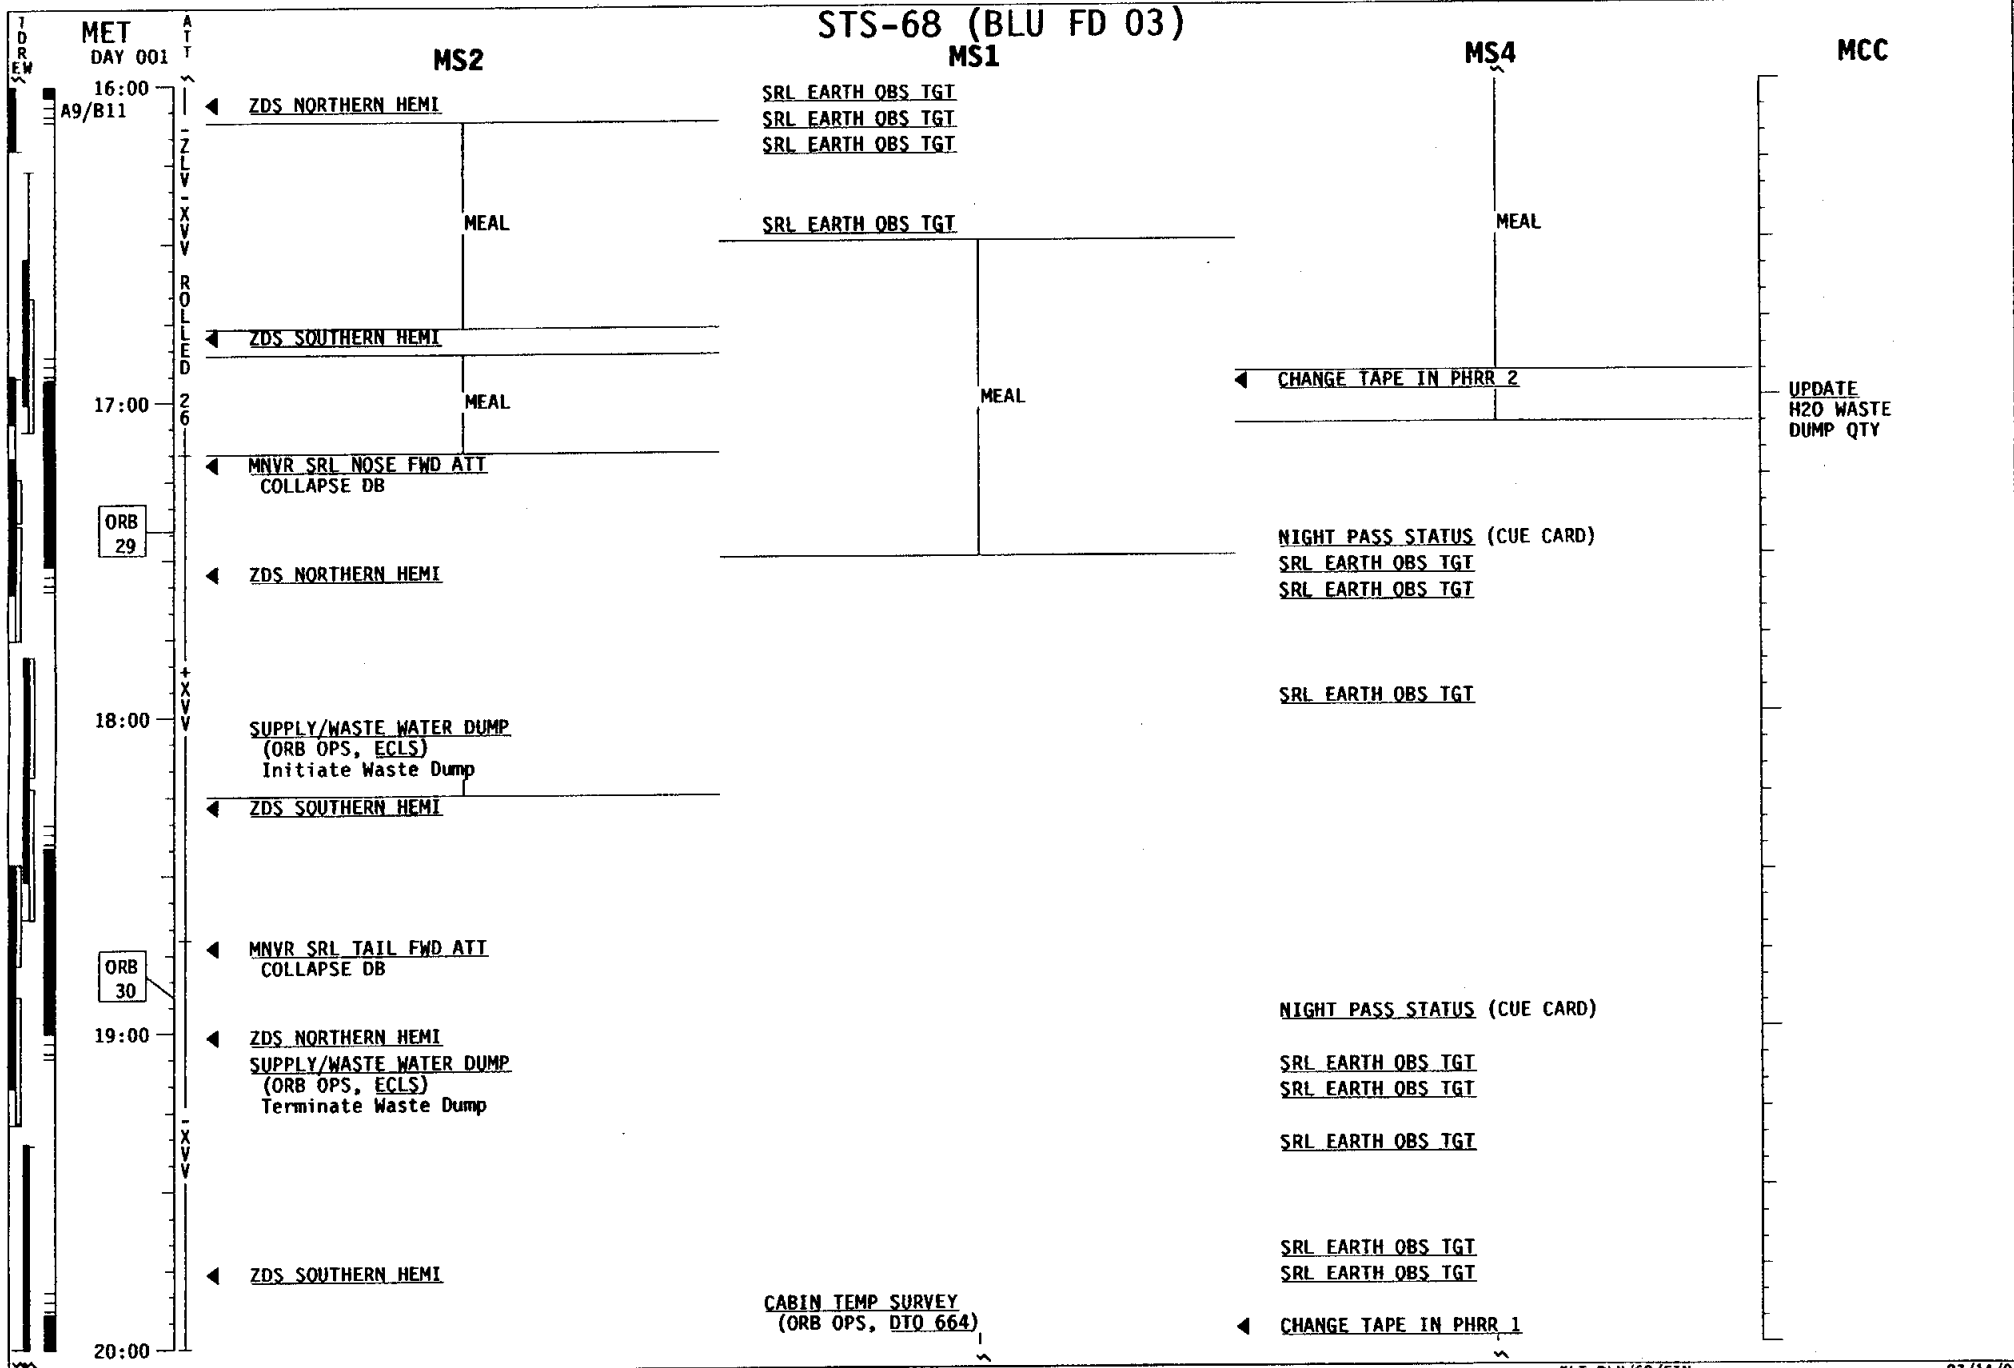 STS-68 (BLU FD 03)
T D R E W
MET
DAY 001
A T T
MS2
MS1
MS4
MCC
16:00
A9/B11
ZDS NORTHERN HEMI
SRL EARTH OBS TGT
SRL EARTH OBS TGT
SRL EARTH OBS TGT
-ZLV -XVV ROLLED 26
MEAL
SRL EARTH OBS TGT
MEAL
ZDS SOUTHERN HEMI
CHANGE TAPE IN PHRR 2
17:00
MEAL
MEAL
UPDATE
H2O WASTE
DUMP QTY
MNVR SRL NOSE FWD ATT
COLLAPSE DB
ORB
29
NIGHT PASS STATUS (CUE CARD)
SRL EARTH OBS TGT
ZDS NORTHERN HEMI
SRL EARTH OBS TGT
+XVV
SRL EARTH OBS TGT
18:00
SUPPLY/WASTE WATER DUMP
(ORB OPS, ECLS)
Initiate Waste Dump
ZDS SOUTHERN HEMI
MNVR SRL TAIL FWD ATT
COLLAPSE DB
ORB
30
NIGHT PASS STATUS (CUE CARD)
19:00
ZDS NORTHERN HEMI
SUPPLY/WASTE WATER DUMP
(ORB OPS, ECLS)
Terminate Waste Dump
SRL EARTH OBS TGT
SRL EARTH OBS TGT
-XVV
SRL EARTH OBS TGT
SRL EARTH OBS TGT
SRL EARTH OBS TGT
ZDS SOUTHERN HEMI
CABIN TEMP SURVEY
(ORB OPS, DTO 664)
CHANGE TAPE IN PHRR 1
20:00